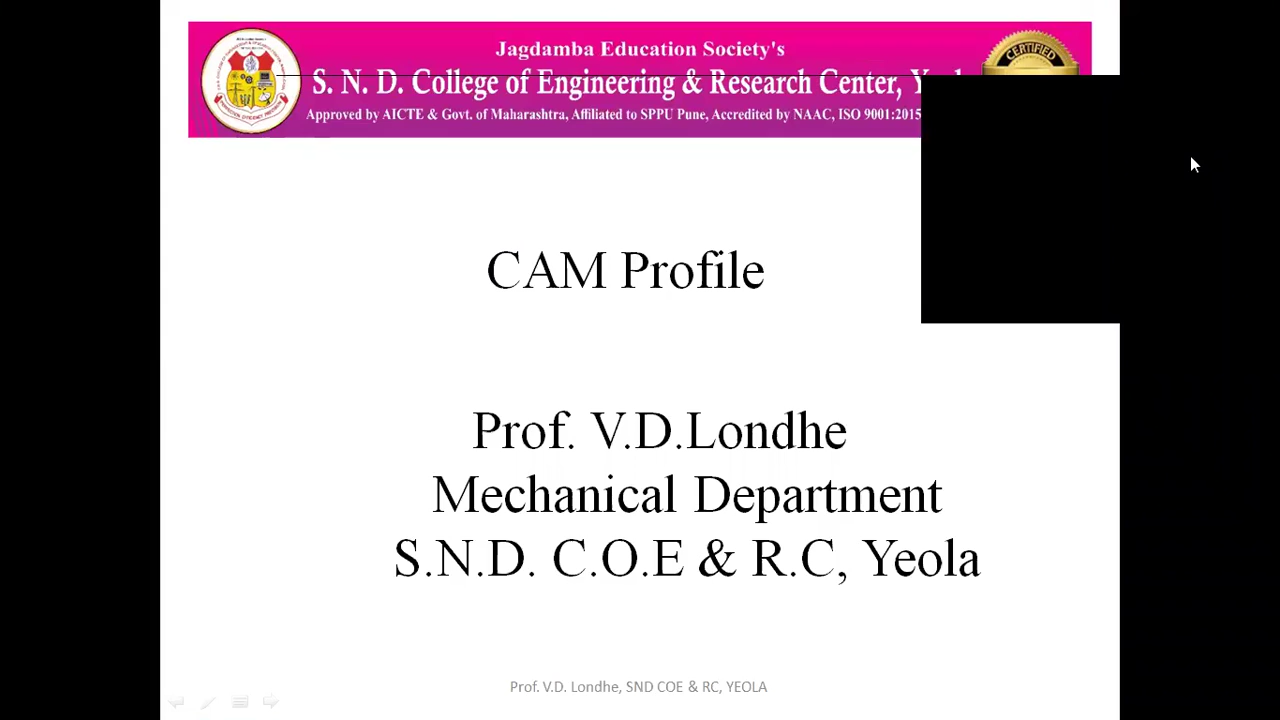 Jagdamba Education Society's
S. N. D. College of Engineering & Research Center,
Approved by AICTE & Govt. of Maharashtra, Affiliated to SPPU Pune, Accredited by NAAC, ISO 9001:2015
CERTIFIED
CAM Profile
Prof. V.D.Londhe
Mechanical Department
S.N.D. C.O.E & R.C, Yeola
Prof. V.D. Londhe, SND COE & RC, YEOLA